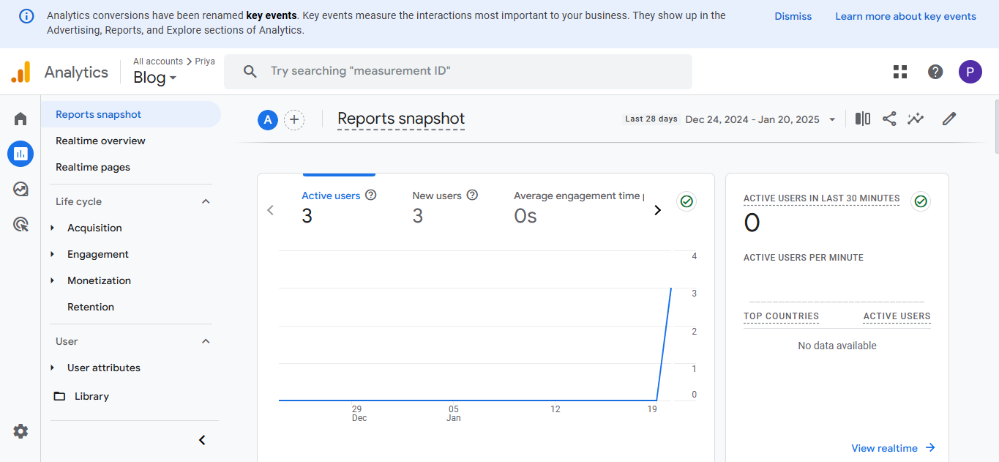 Analytics conversions have been renamed key events. Key events measure the interactions most important to your business. They show up in the
Advertising, Reports, and Explore sections of Analytics.
Dismiss
Learn more about key events
Analytics
All accounts > Priya
Blog
Try searching "measurement ID"
P
Reports snapshot
Realtime overview
Realtime pages
Life cycle
Acquisition
Engagement
Monetization
Retention
User
User attributes
Library
A
Reports snapshot
Last 28 days Dec 24, 2024 - Jan 20, 2025
Active users
3
New users
3
Average engagement time
0s
4
3
2
1
0
29
Dec
05
Jan
12
19
ACTIVE USERS IN LAST 30 MINUTES
0
ACTIVE USERS PER MINUTE
TOP COUNTRIES ACTIVE USERS
No data available
View realtime